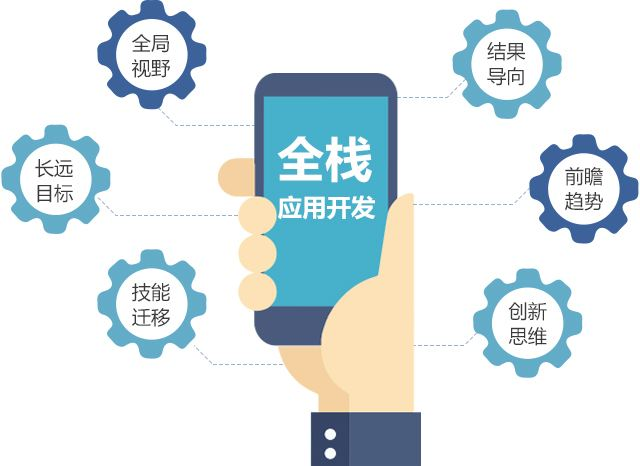 全局
视野
结果
导向
长远
目标
全栈
应用开发
前瞻
趋势
技能
迁移
创新
思维